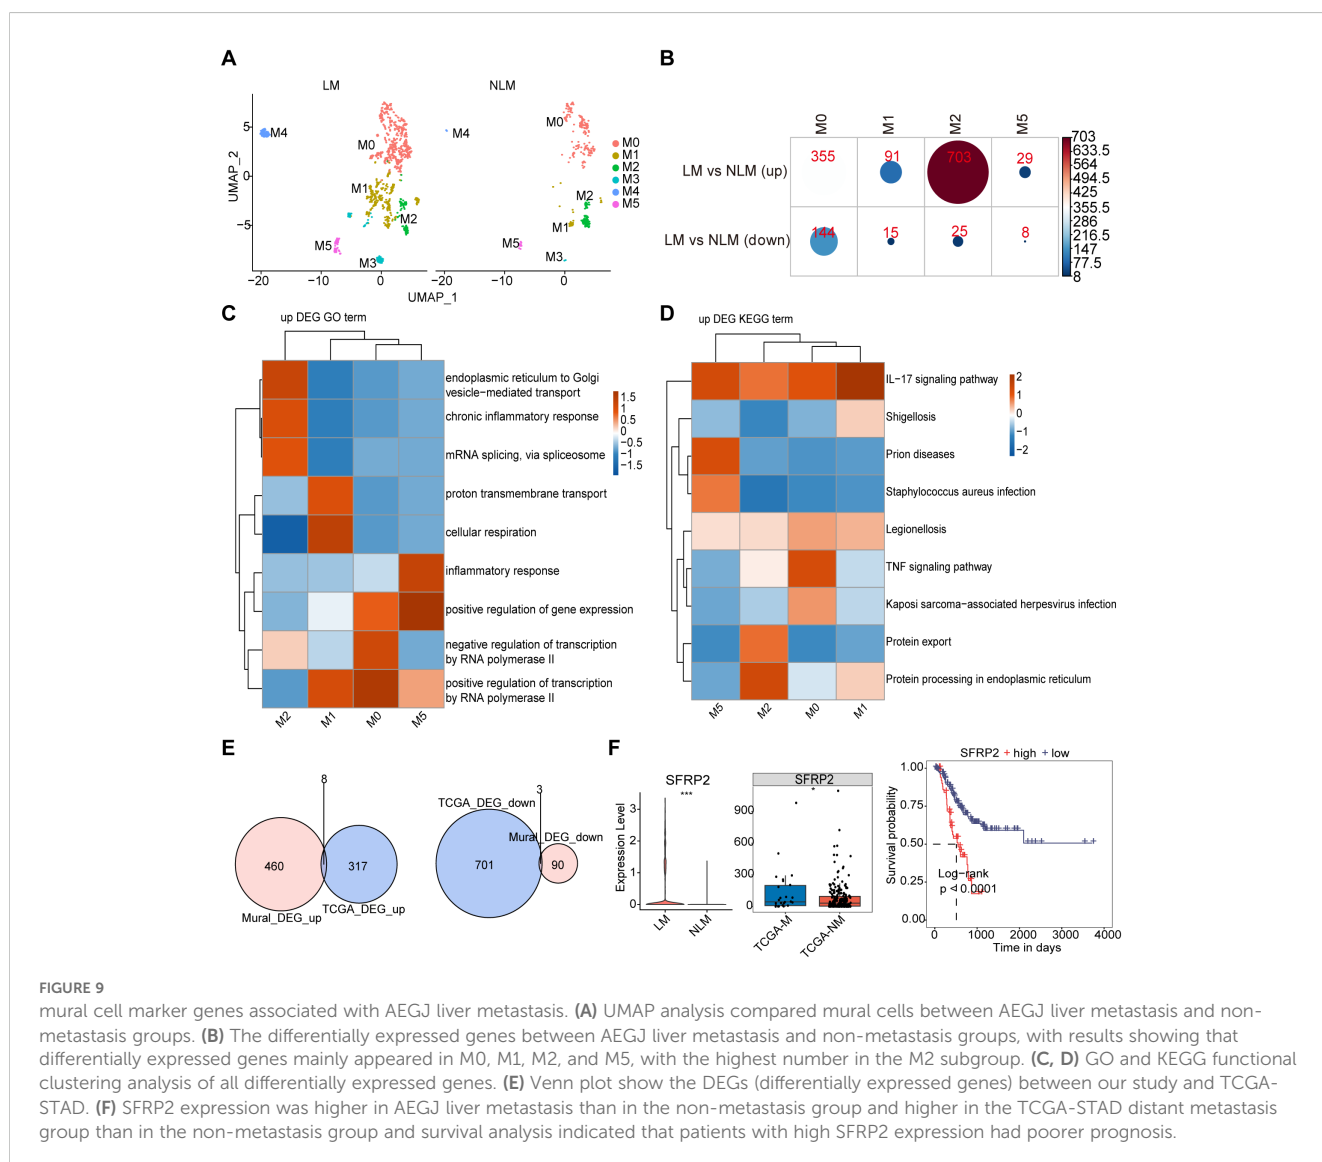 A
LM
NLM
5
0
−5
UMAP_2
M4
M0
M1
M2
M5
M3
M4
M0
M2
M1
M5
M3
M0
M1
M2
M3
M4
M5
−20
−10
0
−20
−10
0
UMAP_1
B
M0
M1
M2
M5
LM vs NLM (up)
355
91
703
29
LM vs NLM (down)
144
15
25
8
703
633.5
564
494.5
425
355.5
286
216.5
147
77.5
8
C
up DEG GO term
endoplasmic reticulum to Golgi
vesicle−mediated transport
chronic inflammatory response
mRNA splicing, via spliceosome
proton transmembrane transport
cellular respiration
inflammatory response
positive regulation of gene expression
negative regulation of transcription
by RNA polymerase II
positive regulation of transcription
by RNA polymerase II
M2
M1
M0
M5
1.5
1
0.5
0
−0.5
−1
−1.5
D
up DEG KEGG term
IL−17 signaling pathway
Shigellosis
Prion diseases
Staphylococcus aureus infection
Legionellosis
TNF signaling pathway
Kaposi sarcoma−associated herpesvirus infection
Protein export
Protein processing in endoplasmic reticulum
M5
M2
M0
M1
2
1
0
−1
−2
E
8
460
317
Mural_DEG_up
TCGA_DEG_up
3
TCGA_DEG_down
Mural_DEG_down
701
90
F
SFRP2
***
Expression Level
3
2
1
0
LM
NLM
SFRP2
*
900
600
300
0
TCGA−M
TCGA−NM
SFRP2 high low
Survival probability
1.00
0.75
0.50
0.25
0.00
Log−rank
p < 0.0001
0
1000
2000
3000
4000
Time in days
FIGURE 9
mural cell marker genes associated with AEGJ liver metastasis. (A) UMAP analysis compared mural cells between AEGJ liver metastasis and non-
metastasis groups. (B) The differentially expressed genes between AEGJ liver metastasis and non-metastasis groups, with results showing that
differentially expressed genes mainly appeared in M0, M1, M2, and M5, with the highest number in the M2 subgroup. (C, D) GO and KEGG functional
clustering analysis of all differentially expressed genes. (E) Venn plot show the DEGs (differentially expressed genes) between our study and TCGA-
STAD. (F) SFRP2 expression was higher in AEGJ liver metastasis than in the non-metastasis group and higher in the TCGA-STAD distant metastasis
group than in the non-metastasis group and survival analysis indicated that patients with high SFRP2 expression had poorer prognosis.